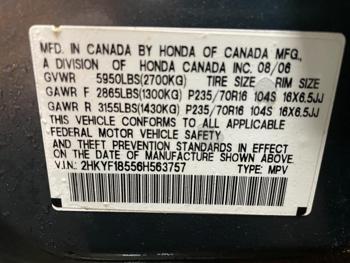 MFD. IN CANADA BY HONDA OF CANADA MFG.,
A DIVISION OF HONDA CANADA INC. 08/06
GVWR 5950LBS(2700KG) TIRE SIZE RIM SIZE
GAWR F 2865LBS(1300KG) P235/70R16 104S 16X6.5JJ
GAWR R 3155LBS(1430KG) P235/70R16 104S 16X6.5JJ
THIS VEHICLE CONFORMS TO ALL APPLICABLE
FEDERAL MOTOR VEHICLE SAFETY
AND THEFT PREVENTION STANDARDS IN EFFECT
ON THE DATE OF MANUFACTURE SHOWN ABOVE.
V.I.N.: 2HKYF18556H563757 TYPE: MPV